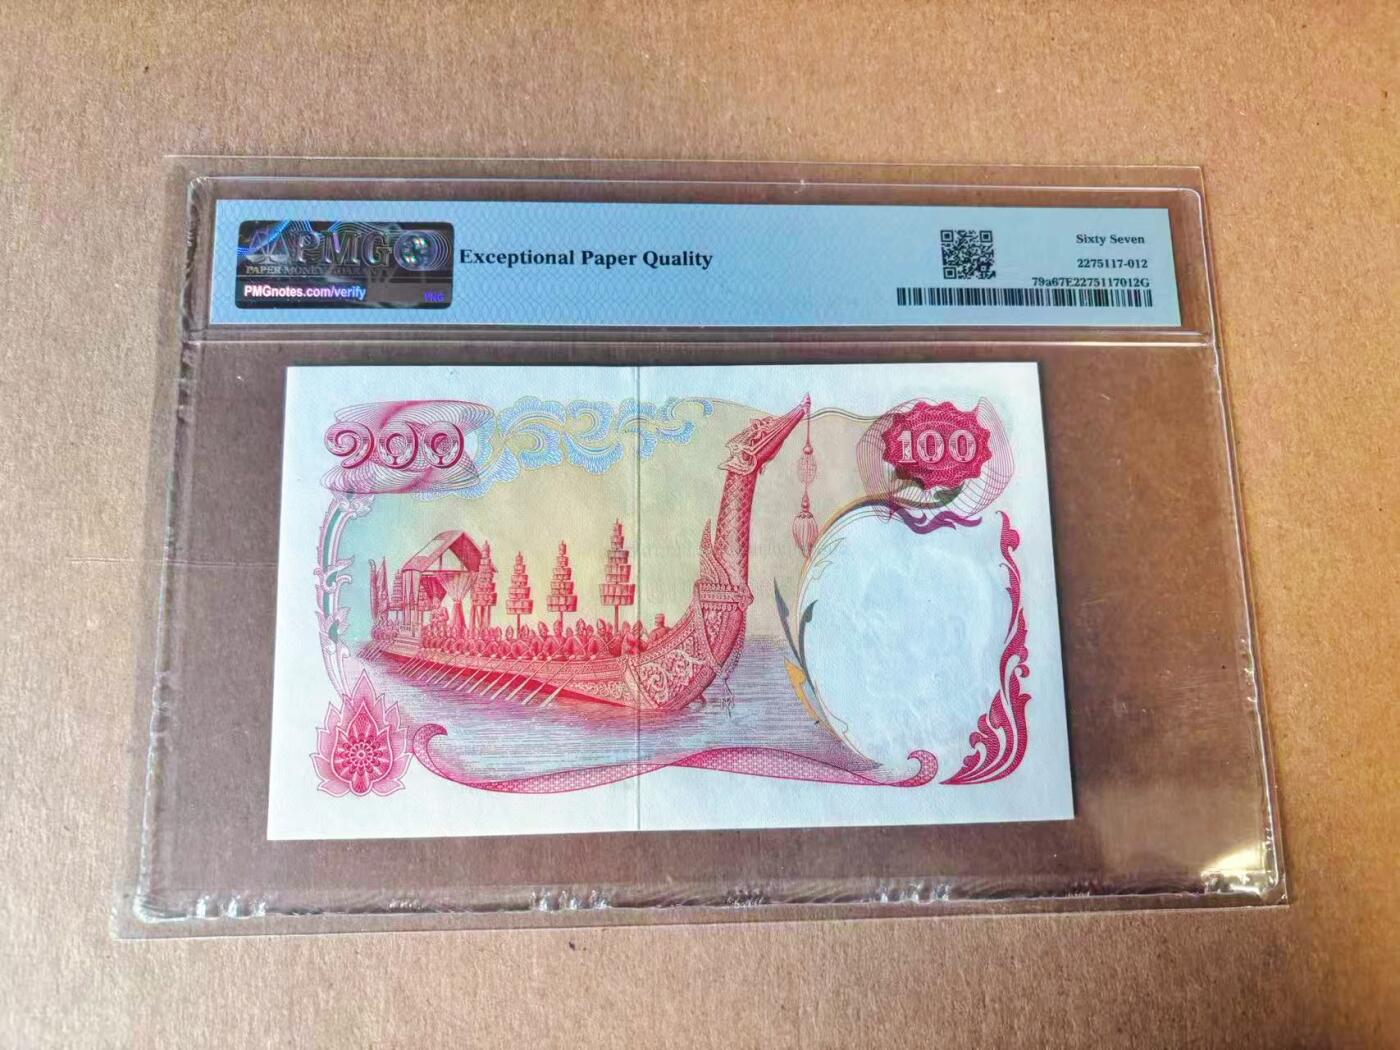 PMG
PAPER MONEY GUARANTY
PMGnotes.com/verify
PMG
Exceptional Paper Quality
Sixty Seven
2275117-012
79a67E2275117012G
๑๐๐
100